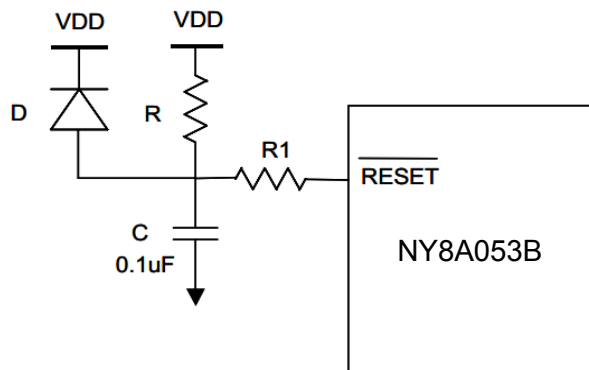 VDD
VDD
D
R
R1
RESET
C
0.1uF
NY8A053B